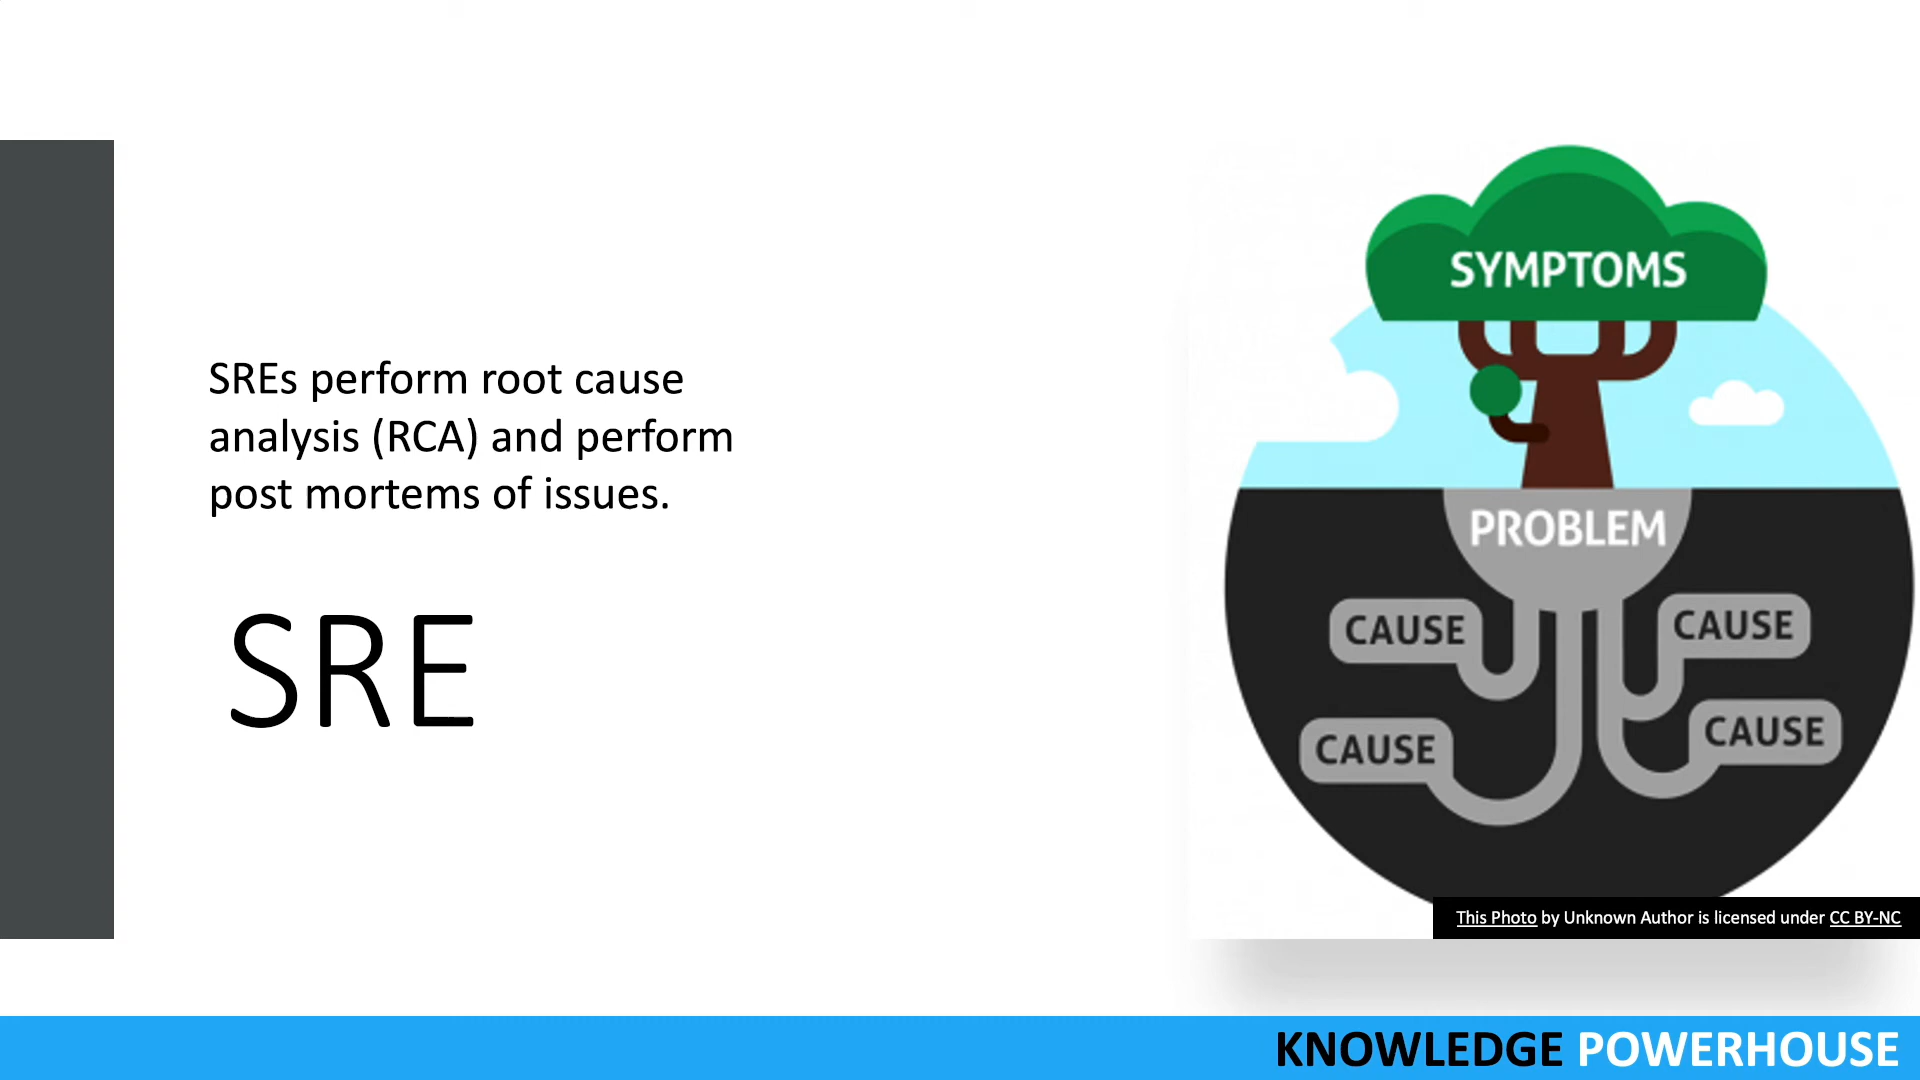 SREs perform root cause
analysis (RCA) and perform
post mortems of issues.
SRE
SYMPTOMS
PROBLEM
CAUSE
CAUSE
CAUSE
CAUSE
This Photo by Unknown Author is licensed under CC BY-NC
KNOWLEDGE POWERHOUSE